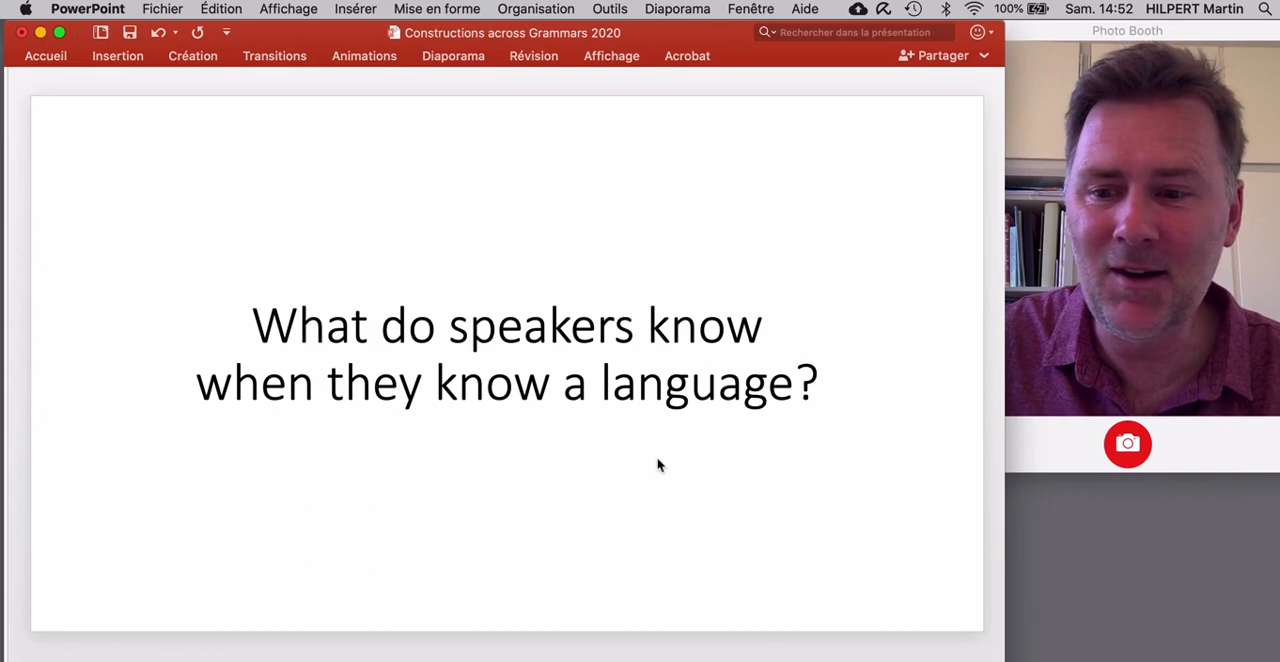 PowerPoint Fichier Édition Affichage Insérer Mise en forme Organisation Outils Diaporama Fenêtre Aide 100% Sam. 14:52 HILPERT Martin
Constructions across Grammars 2020 Rechercher dans la présentation
Photo Booth
Accueil Insertion Création Transitions Animations Diaporama Révision Affichage Acrobat Partager
What do speakers know
when they know a language?